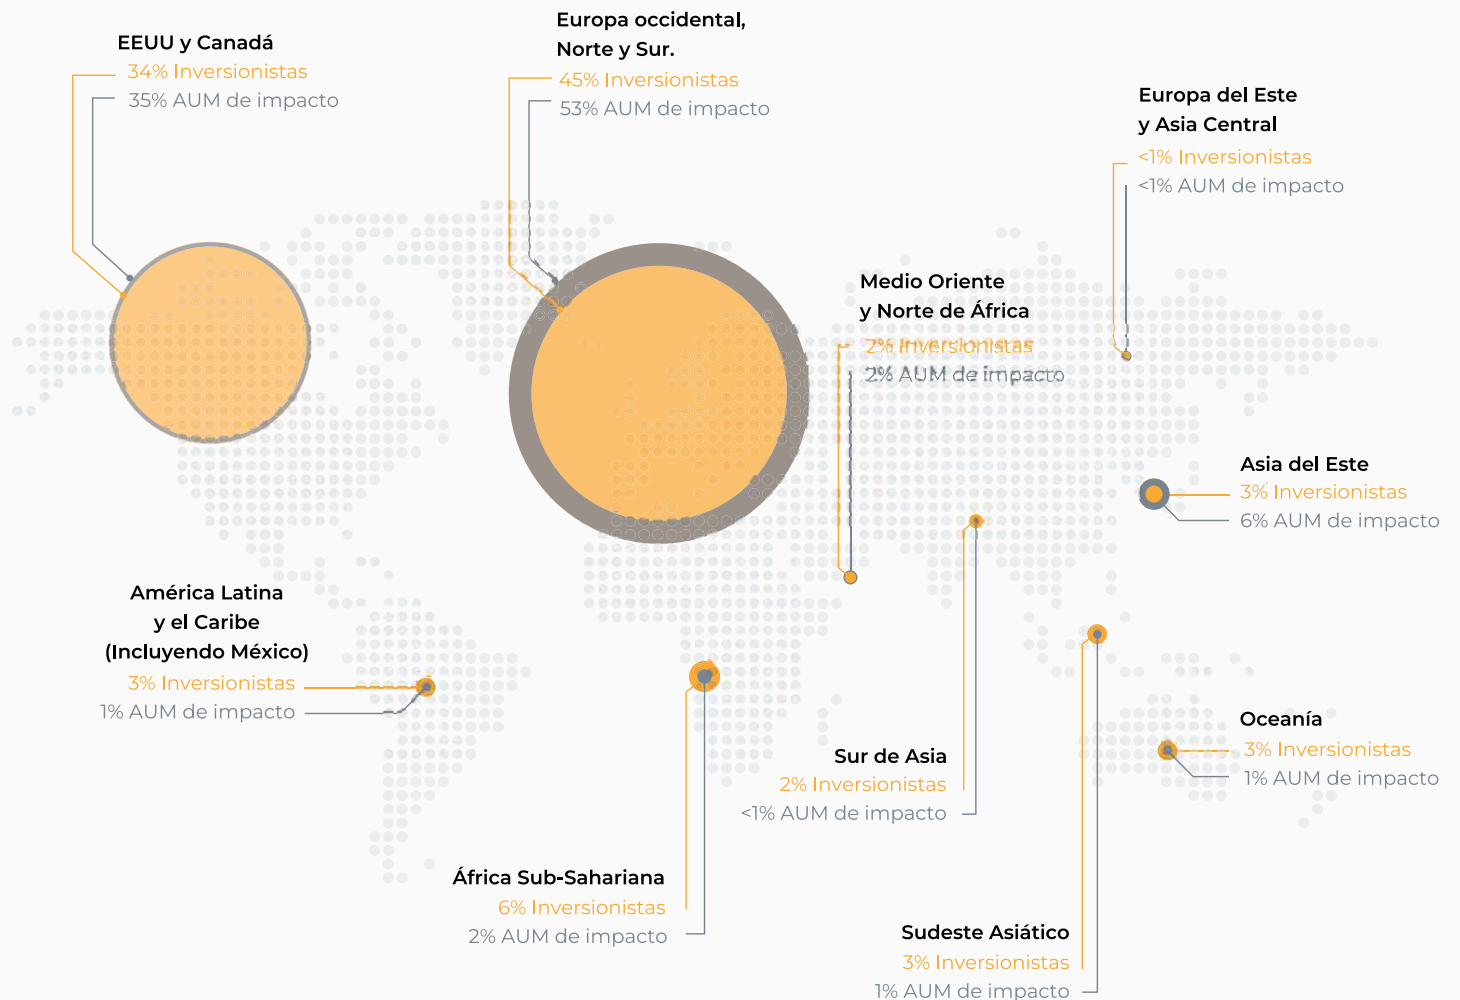 EEUU y Canadá
34% Inversionistas
35% AUM de impacto
Europa occidental,
Norte y Sur.
45% Inversionistas
53% AUM de impacto
Europa del Este
y Asia Central
<1% Inversionistas
<1% AUM de impacto
Medio Oriente
y Norte de África
2% Inversionistas
2% AUM de impacto
Asia del Este
3% Inversionistas
6% AUM de impacto
América Latina
y el Caribe
(Incluyendo México)
3% Inversionistas
1% AUM de impacto
Oceanía
3% Inversionistas
1% AUM de impacto
Sur de Asia
2% Inversionistas
<1% AUM de impacto
África Sub-Sahariana
6% Inversionistas
2% AUM de impacto
Sudeste Asiático
3% Inversionistas
1% AUM de impacto